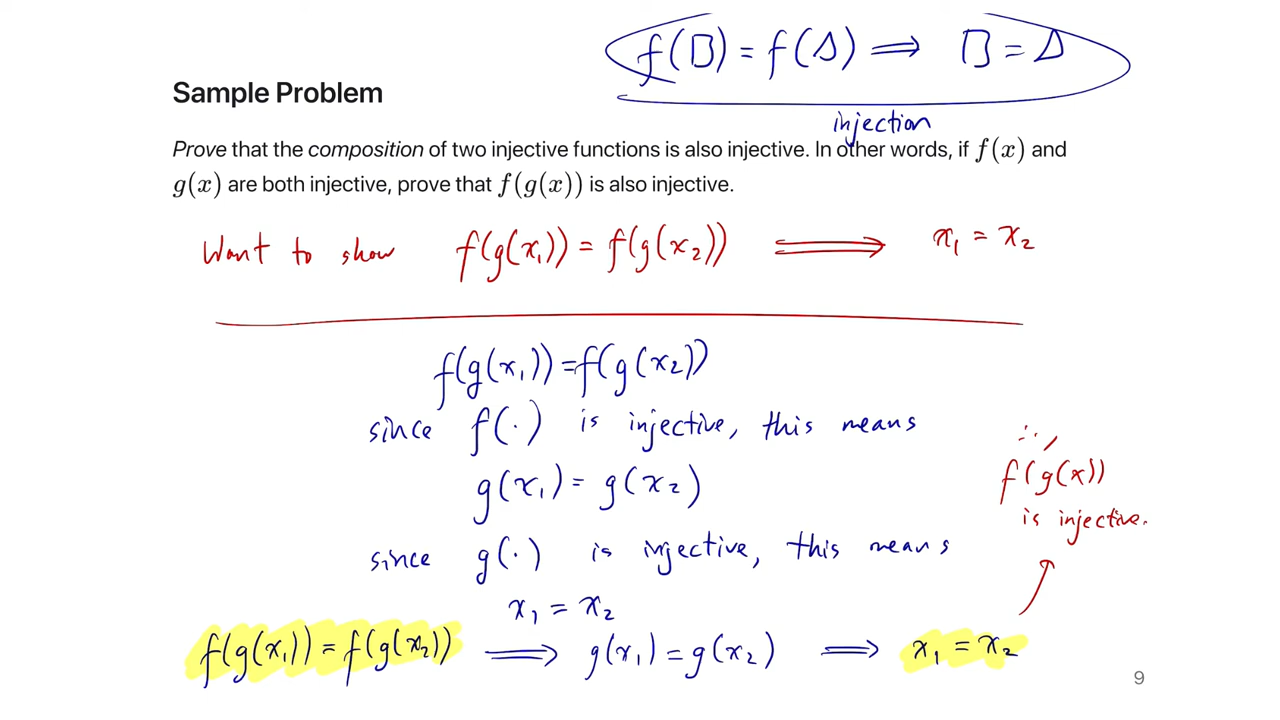 f(□) = f(Δ) ⟹ □ = Δ
injection
Sample Problem
Prove that the composition of two injective functions is also injective. In other words, if f(x) and
g(x) are both injective, prove that f(g(x)) is also injective.
Want to show f(g(x₁)) = f(g(x₂)) ⟹ x₁ = x₂
f(g(x₁)) = f(g(x₂))
since f(·) is injective, this means
g(x₁) = g(x₂)
since g(·) is injective, this means
x₁ = x₂
f(g(x₁)) = f(g(x₂)) ⟹ g(x₁) = g(x₂) ⟹ x₁ = x₂
∴,
f(g(x))
is injective.
9